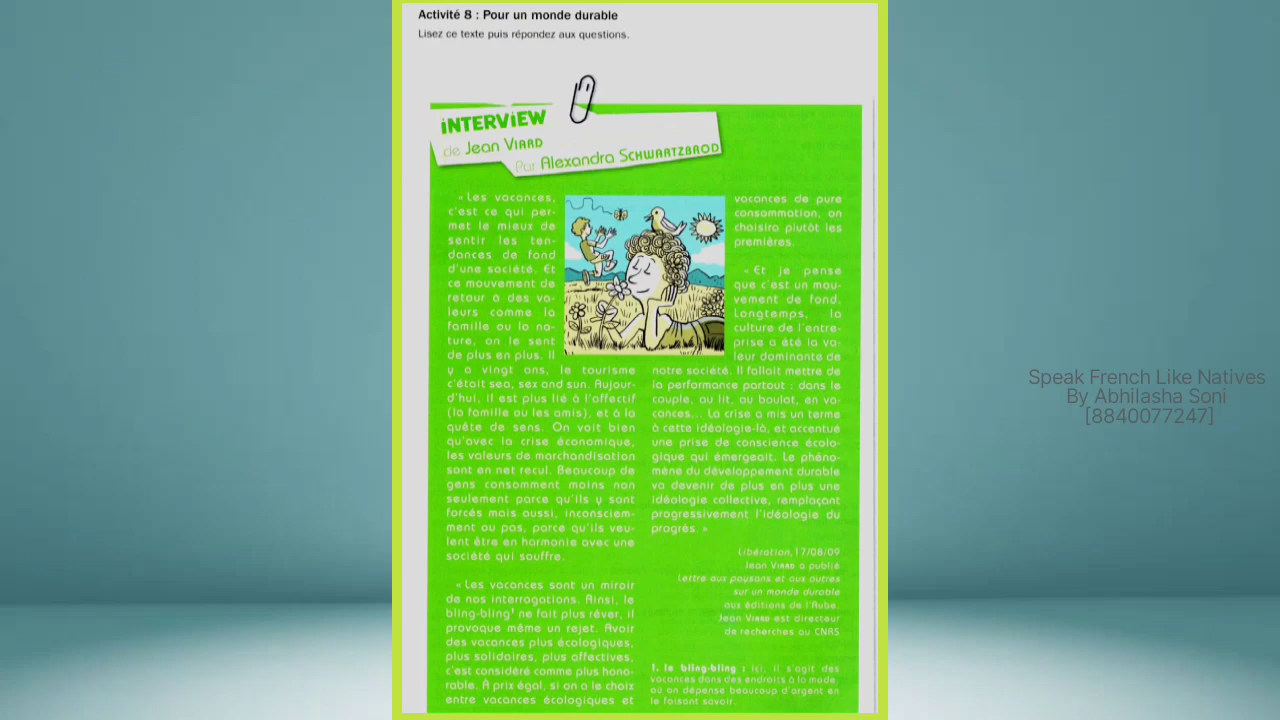 Activité 8 : Pour un monde durable
Lisez ce texte puis répondez aux questions.
iNTERViEW
de Jean VIARD
Par Alexandra SCHWARTZBROD
« Les vacances,
c'est ce qui per-
met le mieux de
sentir les ten-
dances de fond
d'une société. Et
ce mouvement de
retour à des va-
leurs comme la
famille ou la na-
ture, on le sent
de plus en plus. Il
y a vingt ans, le tourisme
c'était sea, sex and sun. Aujour-
d'hui, il est plus lié à l'affectif
(la famille ou les amis), et à la
quête de sens. On voit bien
qu'avec la crise économique,
les valeurs de marchandisation
sont en net recul. Beaucoup de
gens consomment moins non
seulement parce qu'ils y sont
forcés mais aussi, inconsciem-
ment ou pas, parce qu'ils veu-
lent être en harmonie avec une
société qui souffre.
« Les vacances sont un miroir
de nos interrogations. Ainsi, le
bling-bling¹ ne fait plus rêver, il
provoque même un rejet. Avoir
des vacances plus écologiques,
plus solidaires, plus affectives,
c'est considéré comme plus hono-
rable. À prix égal, si on a le choix
entre vacances écologiques et
vacances de pure
consommation, on
choisira plutôt les
premières.
« Et je pense
que c'est un mou-
vement de fond.
Longtemps, la
culture de l'entre-
prise a été la va-
leur dominante de
notre société. Il fallait mettre de
la performance partout : dans le
couple, au lit, au boulot, en va-
cances... La crise a mis un terme
à cette idéologie-là, et accentué
une prise de conscience écolo-
gique qui émergeait. Le phéno-
mène du développement durable
va devenir de plus en plus une
idéologie collective, remplaçant
progressivement l'idéologie du
progrès. »
Libération, 17/08/09
Jean VIARD a publié
Lettre aux paysans et aux autres
sur un monde durable
aux éditions de l'Aube.
Jean VIARD est directeur
de recherches au CNRS
1. le bling-bling : ici, il s'agit des
vacances dans des endroits à la mode,
où on dépense beaucoup d'argent en
le faisant savoir.
Speak French Like Natives
By Abhilasha Soni
[8840077247]